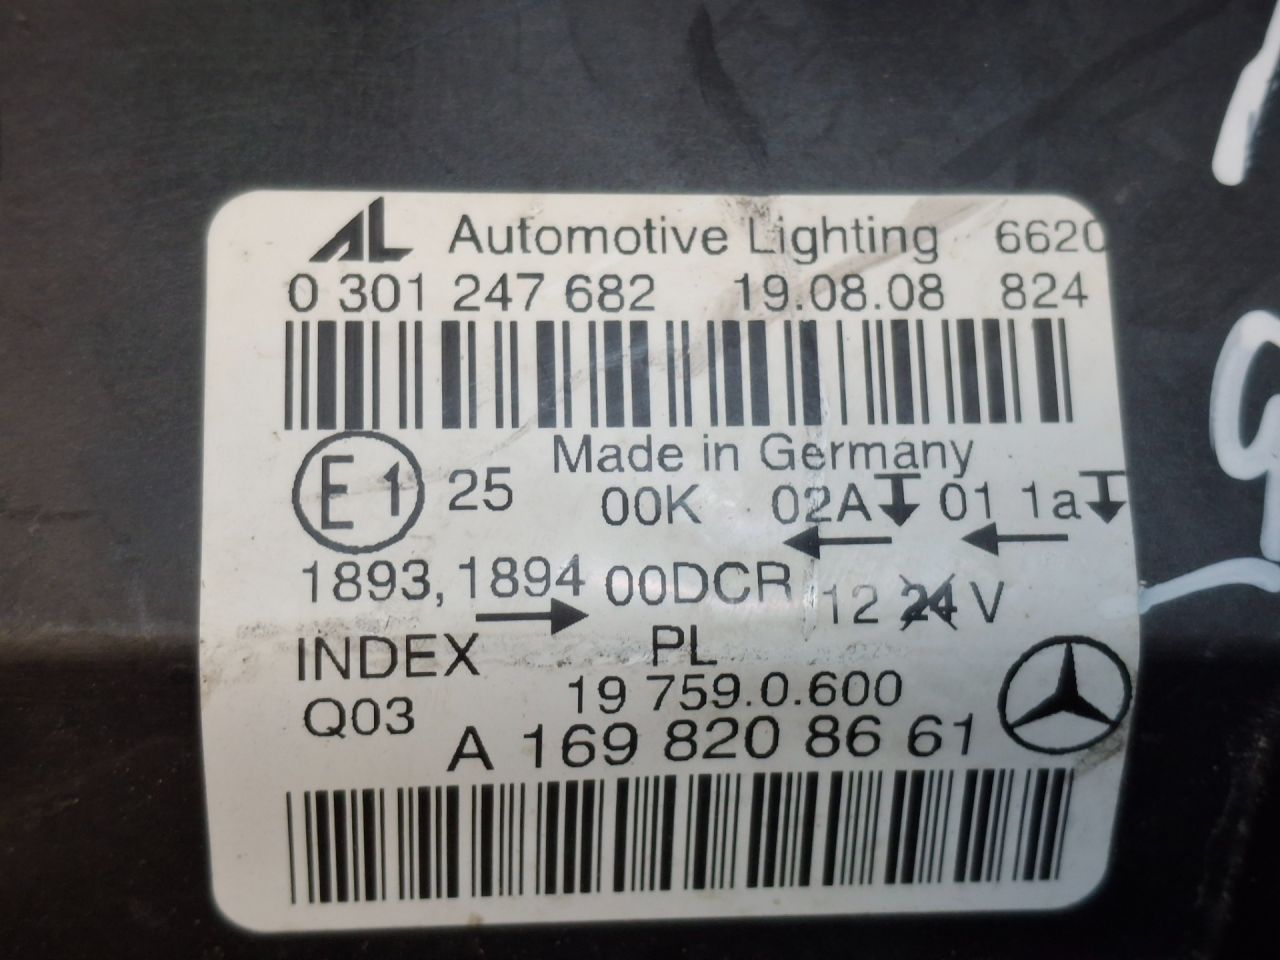 AL Automotive Lighting 6620
0 301 247 682 19.08.08 824
Made in Germany
E1 25 00K 02A 01 1a
1893, 1894 00DCR 12 24 V
INDEX PL
Q03 19 759.0.600
A 169 820 86 61